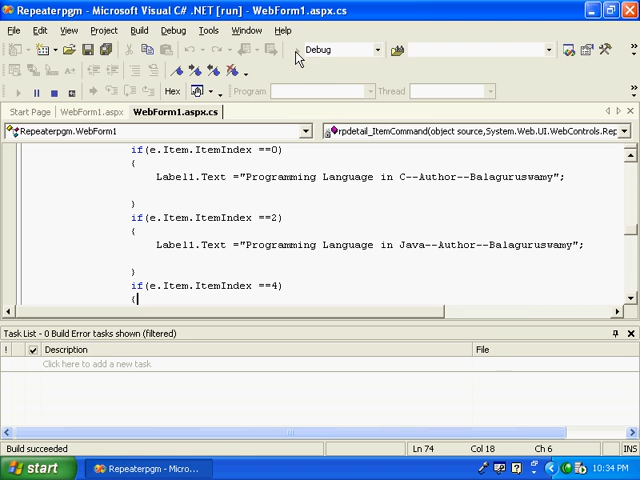 Repeaterpgm - Microsoft Visual C# .NET [run] - WebForm1.aspx.cs
File Edit View Project Build Debug Tools Window Help
Debug
Hex Program Thread
Start Page WebForm1.aspx WebForm1.aspx.cs
Repeaterpgm.WebForm1 rpdetail_ItemCommand(object source,System.Web.UI.WebControls.Rep
if(e.Item.ItemIndex ==0)
{
Label1.Text ="Programming Language in C--Author--Balaguruswamy";
}
if(e.Item.ItemIndex ==2)
{
Label1.Text ="Programming Language in Java--Author--Balaguruswamy";
}
if(e.Item.ItemIndex ==4)
{
Task List - 0 Build Error tasks shown (filtered)
! Description File
Click here to add a new task
Build succeeded Ln 74 Col 18 Ch 6 INS
start Repeaterpgm - Micro... 10:34 PM